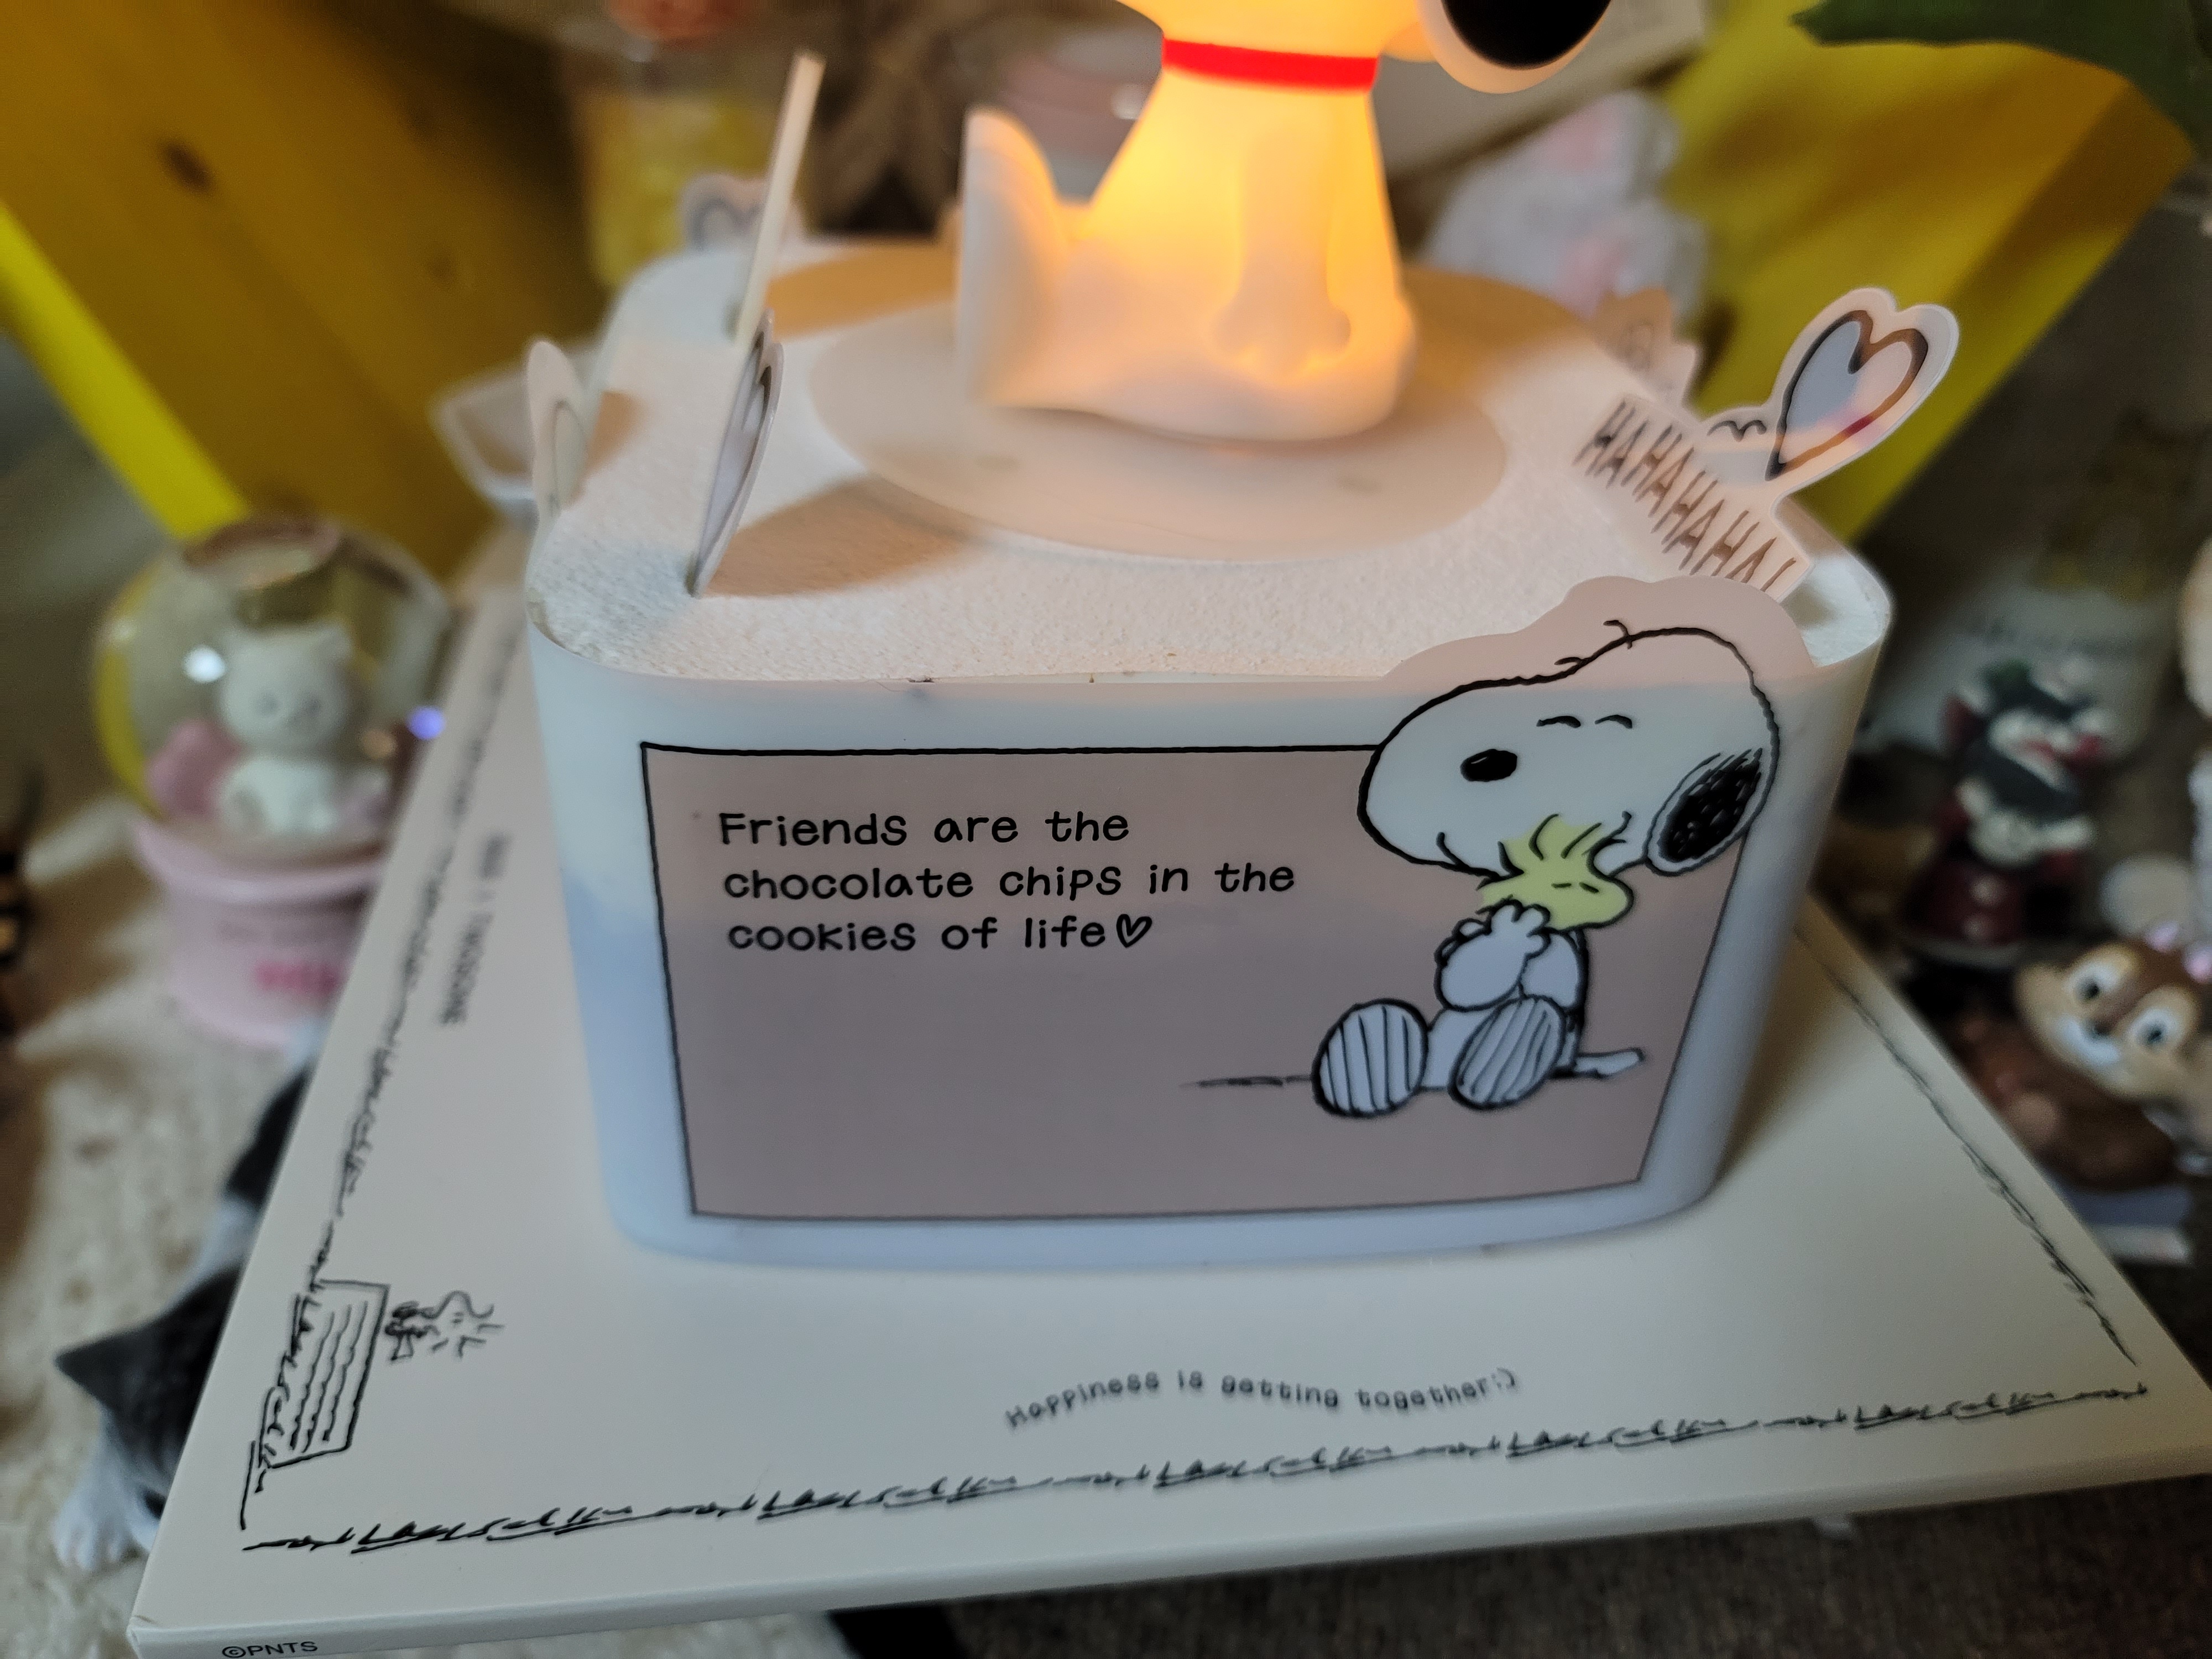 HAHAHAHA!
Friends are the
chocolate chips in the
cookies of life♡
Happiness is getting together:)
©PNTS